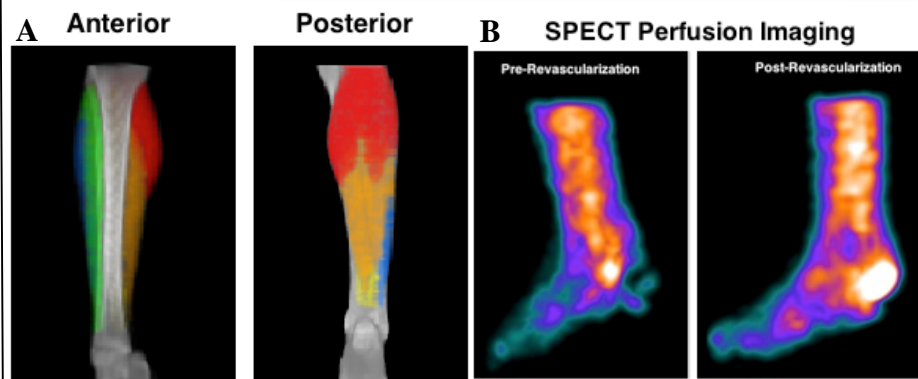 A Anterior Posterior
B SPECT Perfusion Imaging
Pre-Revascularization Post-Revascularization